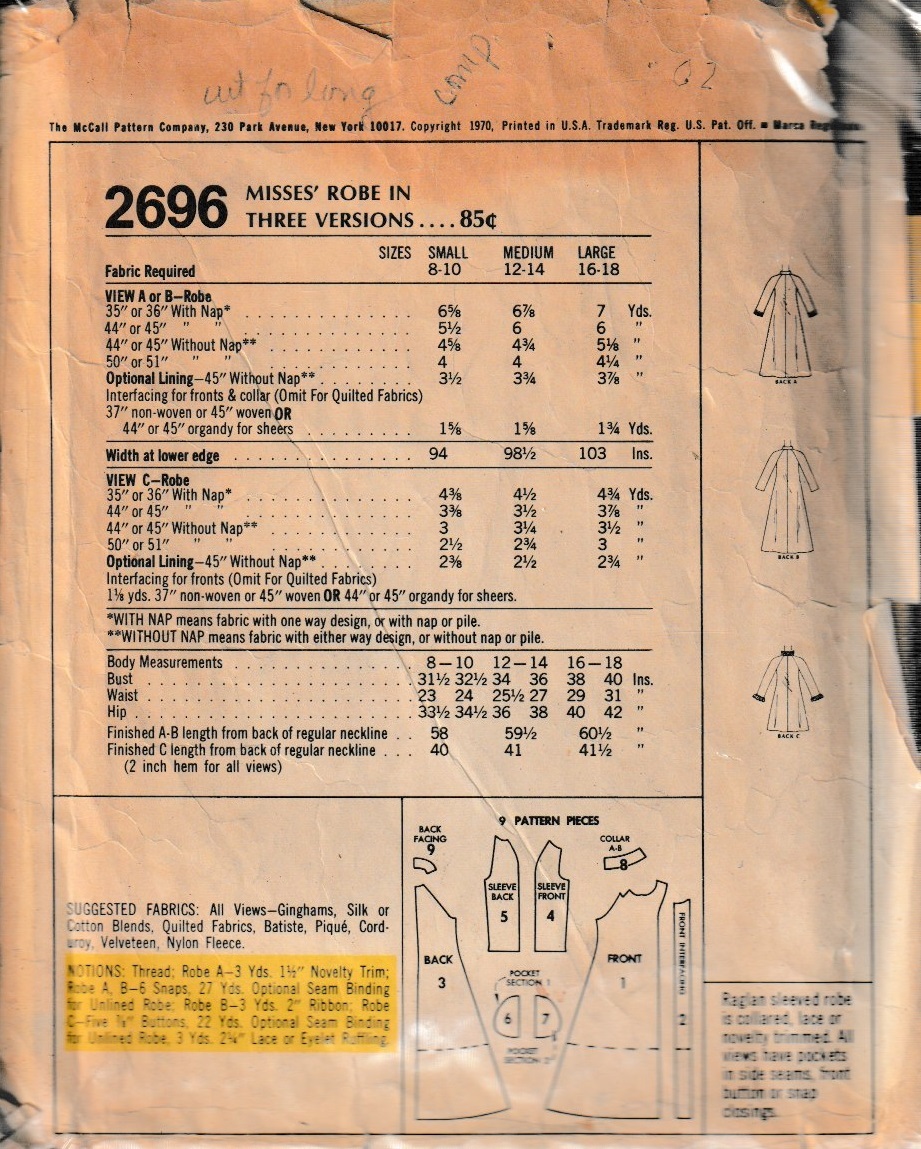 cut for long
comp
02
The McCall Pattern Company, 230 Park Avenue, New York 10017. Copyright 1970, Printed in U.S.A. Trademark Reg. U.S. Pat. Off. ■ Marca
2696 MISSES' ROBE IN
THREE VERSIONS .... 85¢
SIZES SMALL MEDIUM LARGE
Fabric Required 8-10 12-14 16-18
VIEW A or B—Robe
35" or 36" With Nap* 6⅝ 6⅞ 7 Yds.
44" or 45" " " 5½ 6 6 "
44" or 45" Without Nap** 4⅝ 4¾ 5⅛ "
50" or 51" " " 4 4 4¼ "
Optional Lining—45" Without Nap** 3½ 3¾ 3⅞ "
Interfacing for fronts & collar (Omit For Quilted Fabrics)
37" non-woven or 45" woven OR
44" or 45" organdy for sheers 1⅝ 1⅝ 1¾ Yds.
Width at lower edge 94 98½ 103 Ins.
VIEW C—Robe
35" or 36" With Nap* 4⅜ 4½ 4¾ Yds.
44" or 45" " " 3⅜ 3½ 3⅞ "
44" or 45" Without Nap** 3 3¼ 3½ "
50" or 51" " " 2½ 2¾ 3 "
Optional Lining—45" Without Nap** 2⅜ 2½ 2¾ "
Interfacing for fronts (Omit For Quilted Fabrics)
1⅛ yds. 37" non-woven or 45" woven OR 44" or 45" organdy for sheers.
*WITH NAP means fabric with one way design, or with nap or pile.
**WITHOUT NAP means fabric with either way design, or without nap or pile.
Body Measurements 8—10 12—14 16—18
Bust 31½ 32½ 34 36 38 40 Ins.
Waist 23 24 25½ 27 29 31 "
Hip 33½ 34½ 36 38 40 42 "
Finished A-B length from back of regular neckline . . . 58 59½ 60½ "
Finished C length from back of regular neckline . . . . 40 41 41½ "
(2 inch hem for all views)
BACK A
BACK B
BACK C
SUGGESTED FABRICS: All Views—Ginghams, Silk or
Cotton Blends, Quilted Fabrics, Batiste, Piqué, Cord-
uroy, Velveteen, Nylon Fleece.
NOTIONS: Thread; Robe A—3 Yds. 1½" Novelty Trim;
Robe A, B—6 Snaps, 27 Yds. Optional Seam Binding
for Unlined Robe; Robe B—3 Yds. 2" Ribbon; Robe
C—Five ⅞" Buttons, 22 Yds. Optional Seam Binding
for Unlined Robe, 3 Yds. 2¼" Lace or Eyelet Ruffling.
9 PATTERN PIECES
BACK
FACING
9
COLLAR
A-B
8
SLEEVE
BACK
5
SLEEVE
FRONT
4
BACK
3
FRONT
1
FRONT INTERFACING
2
POCKET
SECTION 1
6
7
POCKET
SECTION 2
Raglan sleeved robe
is collared, lace or
novelty trimmed. All
views have pockets
in side seams, front
button or snap
closings.